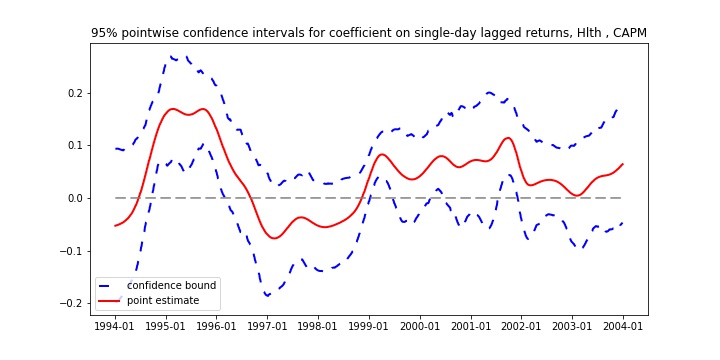 95% pointwise confidence intervals for coefficient on single-day lagged returns, Hlth , CAPM
0.2
0.1
0.0
−0.1
−0.2
confidence bound
point estimate
1994-01 1995-01 1996-01 1997-01 1998-01 1999-01 2000-01 2001-01 2002-01 2003-01 2004-01